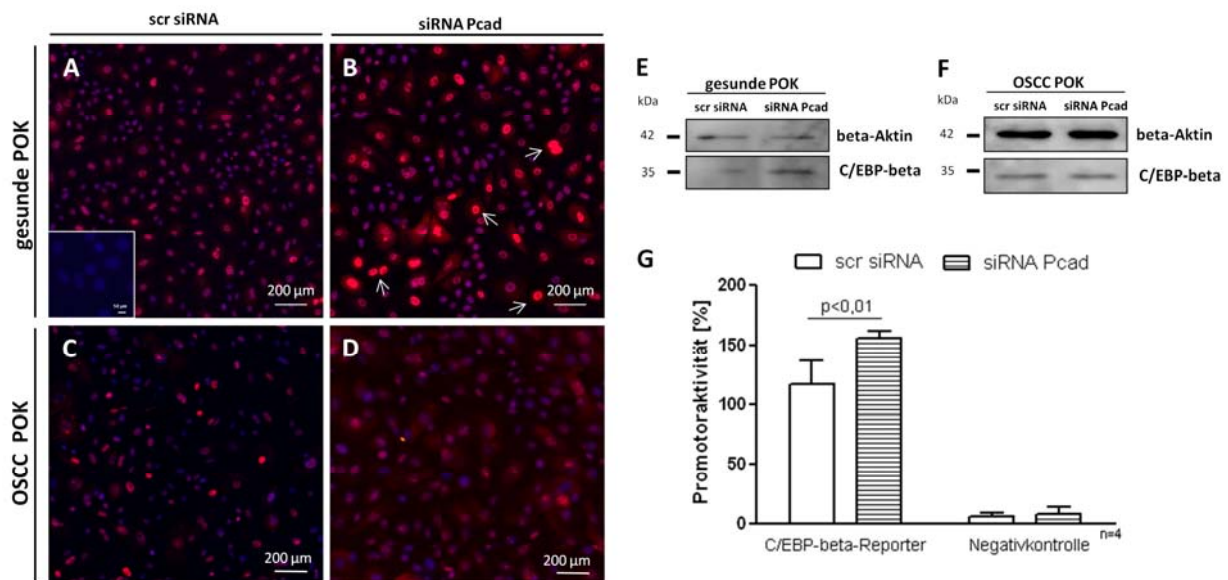 scr siRNA
siRNA Pcad
gesunde POK
OSCC POK
A
200 µm
B
200 µm
C
200 µm
D
200 µm
E
gesunde POK
kDa
scr siRNA
siRNA Pcad
42
beta-Aktin
35
C/EBP-beta
F
OSCC POK
kDa
scr siRNA
siRNA Pcad
42
beta-Aktin
35
C/EBP-beta
G
scr siRNA
siRNA Pcad
Promotoraktivität [%]
200
150
100
50
0
p<0,01
C/EBP-beta-Reporter
Negativkontrolle
n=4